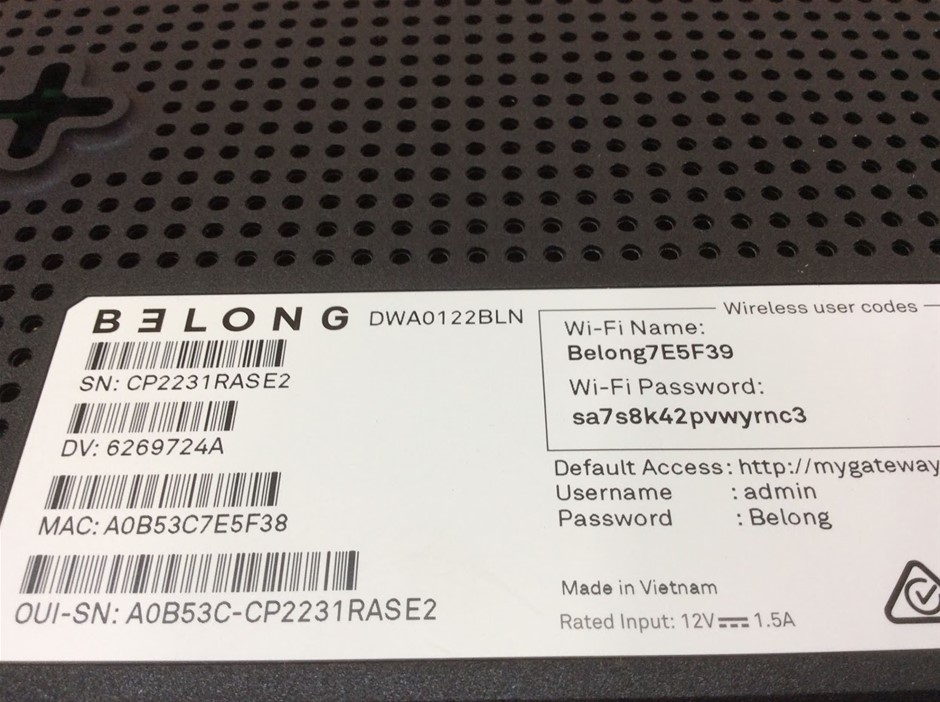 BELONG DWA0122BLN
SN: CP2231RASE2
DV: 6269724A
MAC: A0B53C7E5F38
OUI-SN: A0B53C-CP2231RASE2
Wireless user codes
Wi-Fi Name:
Belong7E5F39
Wi-Fi Password:
sa7s8k42pvwyrnc3
Default Access: http://mygateway
Username : admin
Password : Belong
Made in Vietnam
Rated Input: 12V⎓1.5A